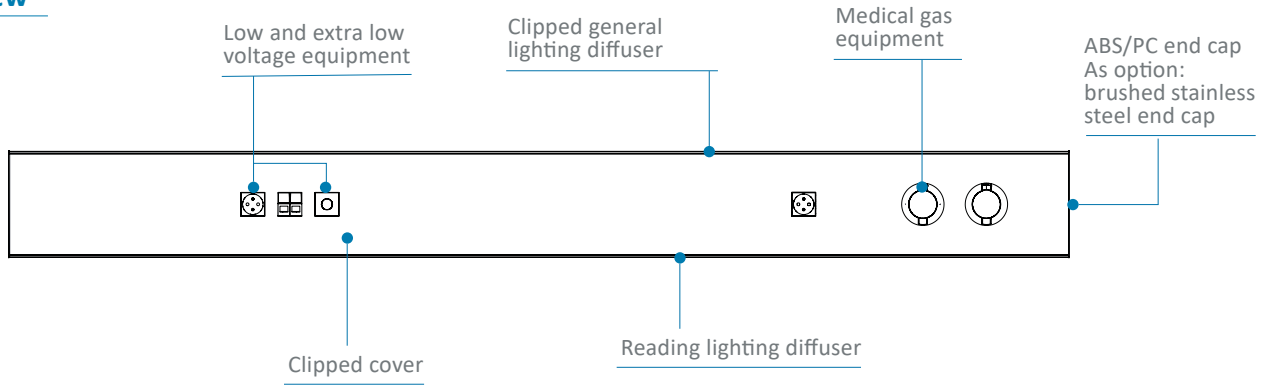 Low and extra low
voltage equipment
Clipped general
lighting diffuser
Medical gas
equipment
ABS/PC end cap
As option:
brushed stainless
steel end cap
Clipped cover
Reading lighting diffuser